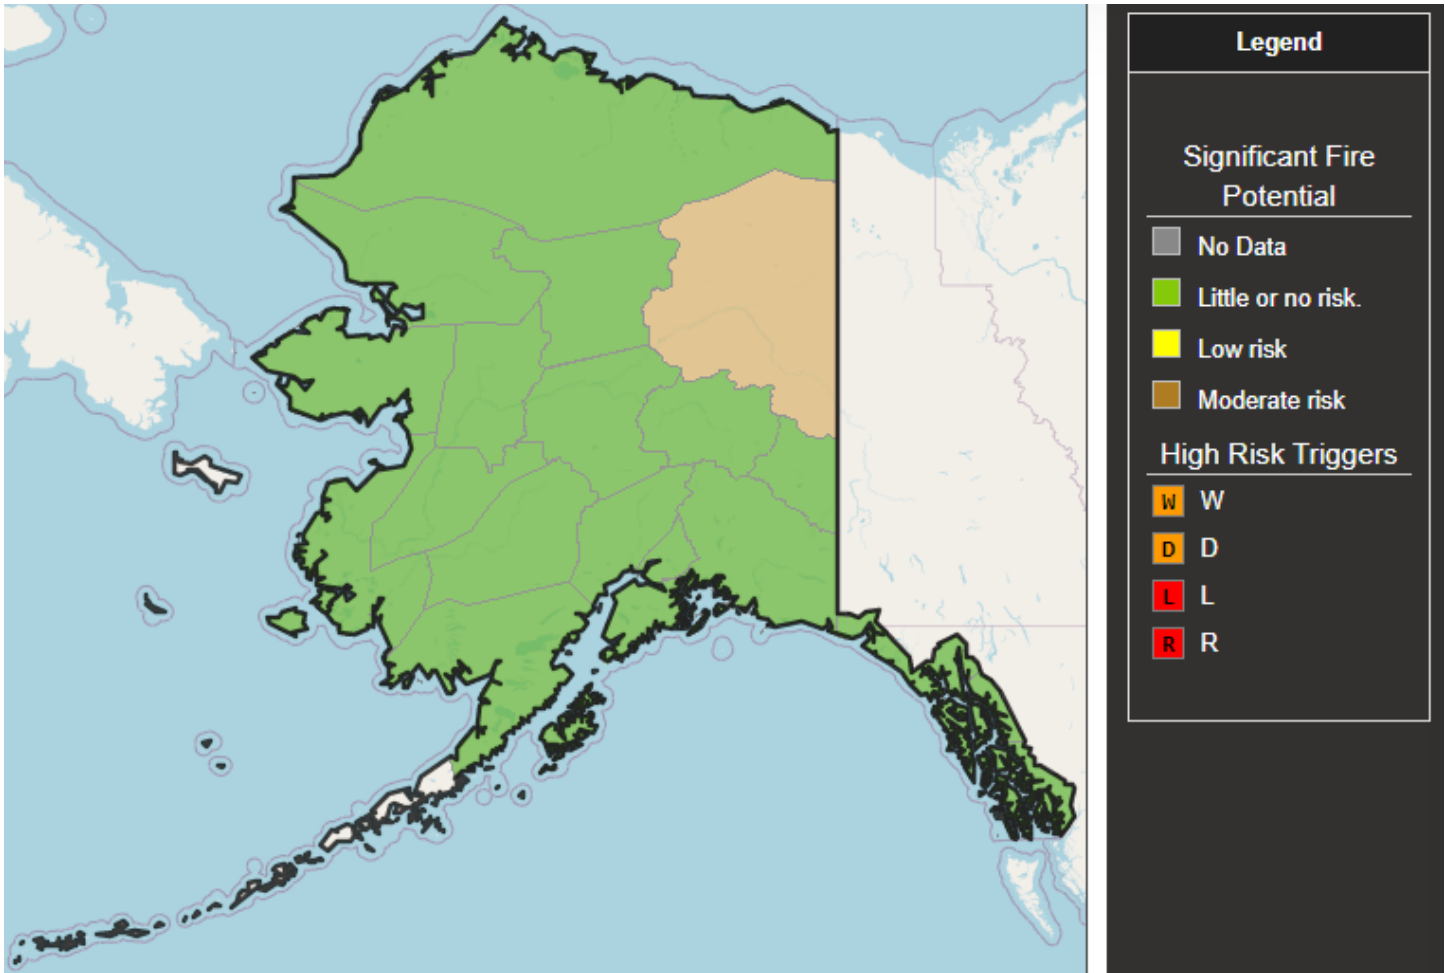 Legend
Significant Fire
Potential
No Data
Little or no risk.
Low risk
Moderate risk
High Risk Triggers
W W
D D
L L
R R